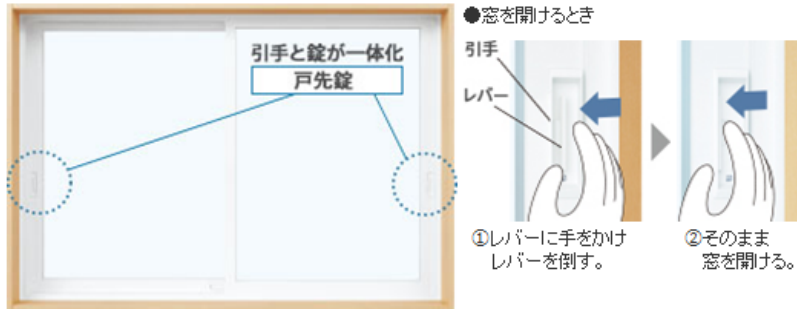 引手と錠が一体化
戸先錠
●窓を開けるとき
引手
レバー
①レバーに手をかけ
レバーを倒す。
②そのまま
窓を開ける。